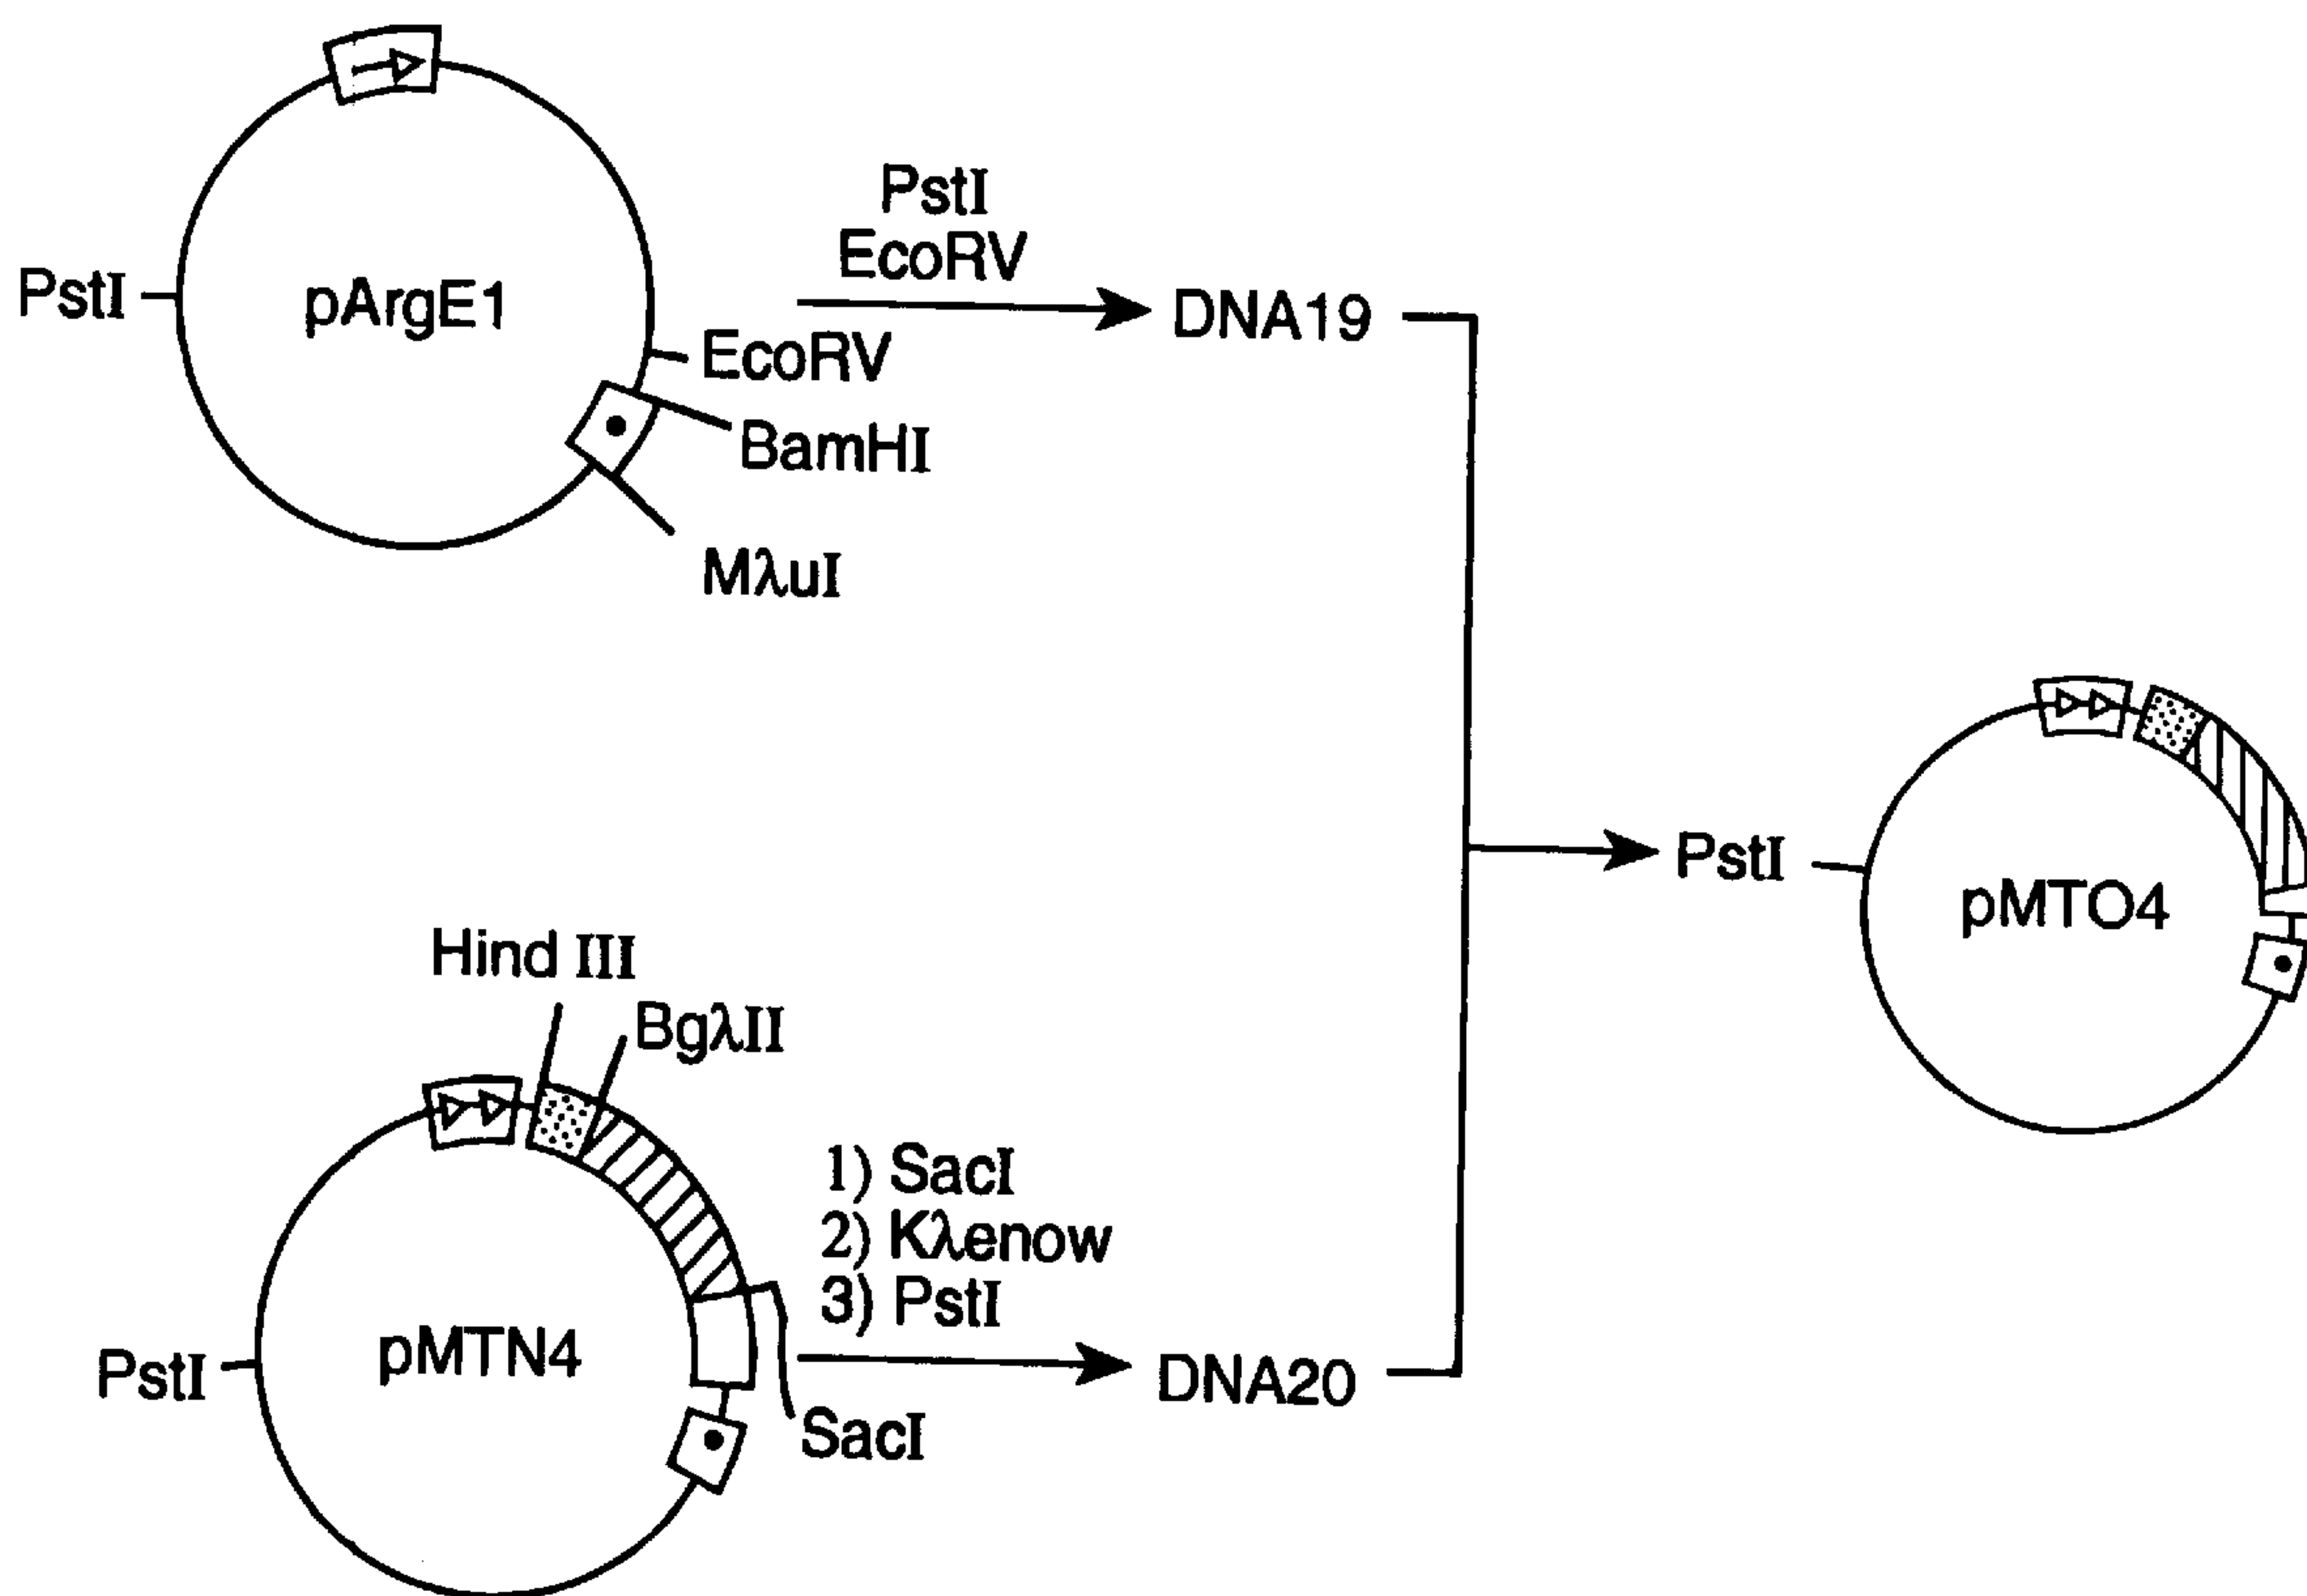 PstI
EcoRV
PstI
pArgE1
DNA19
EcoRV
BamHI
MλuI
PstI
pMTO4
Hind III
BgλII
1) SacI
2) Kλenow
3) PstI
PstI
pMTN4
DNA20
SacI